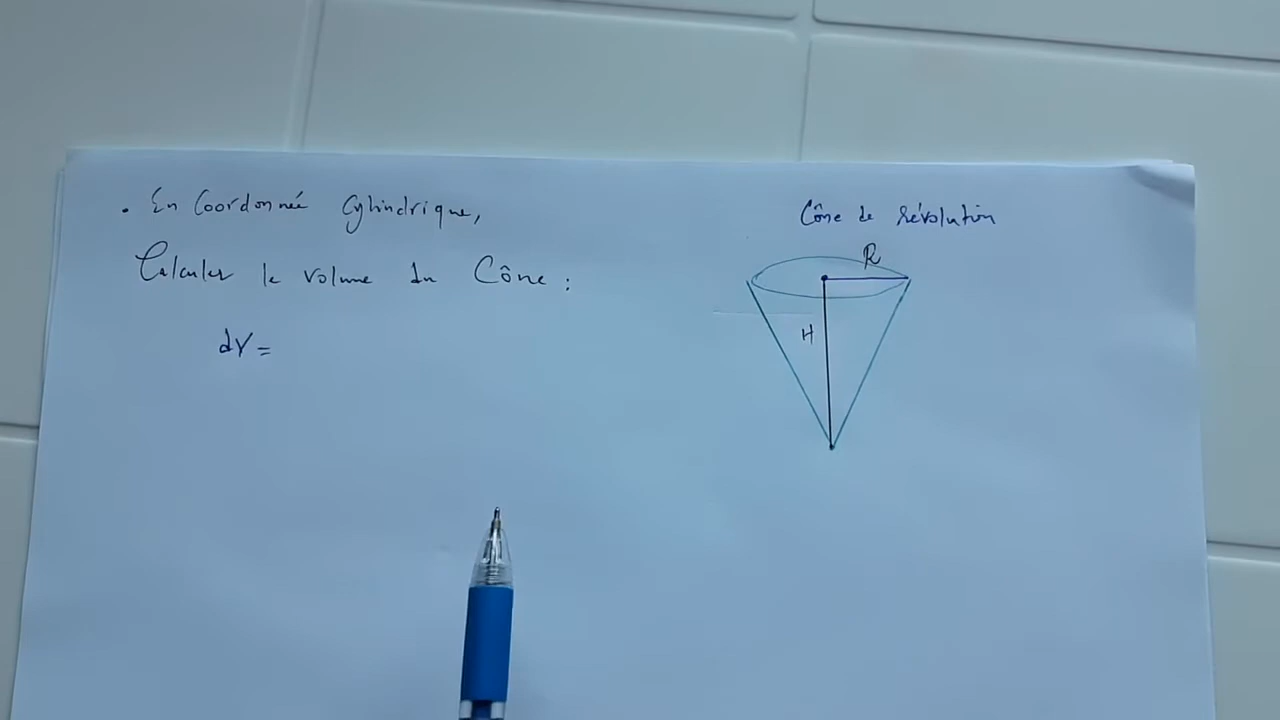 . En Coordonnée Cylindrique,
Calculer le volume du Cône :
dV =
Cône de révolution
R
H